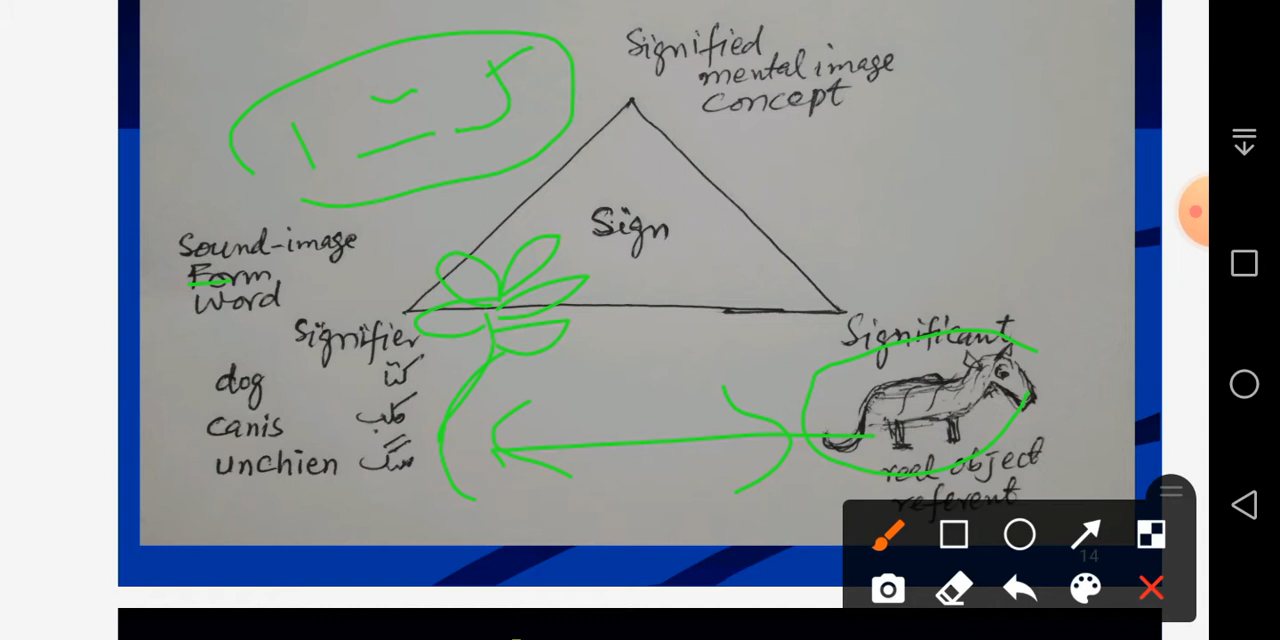 Signified
mental image
concept
Sign
Sound-image
Form
Word
Signifier
Significant
dog
canis
unchien
کتا
کلب
سگ
real object
referent
14